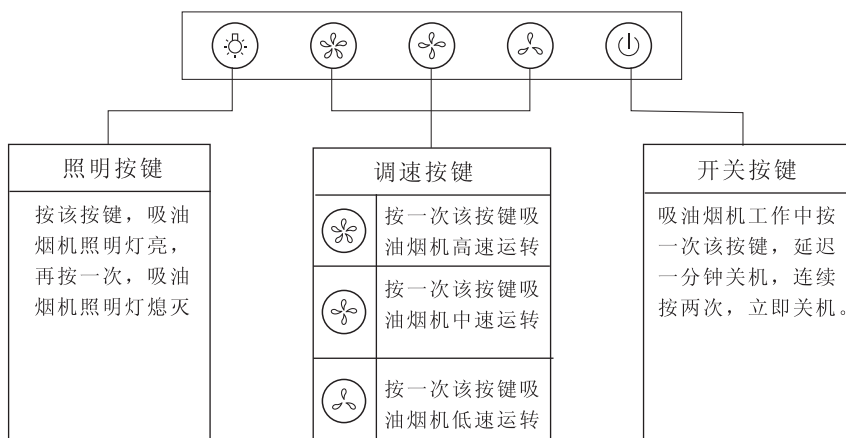 照明按键
按该按键，吸油
烟机照明灯亮，
再按一次，吸油
烟机照明灯熄灭
调速按键
按一次该按键吸
油烟机高速运转
按一次该按键吸
油烟机中速运转
按一次该按键吸
油烟机低速运转
开关按键
吸油烟机工作中按
一次该按键，延迟
一分钟关机，连续
按两次，立即关机。